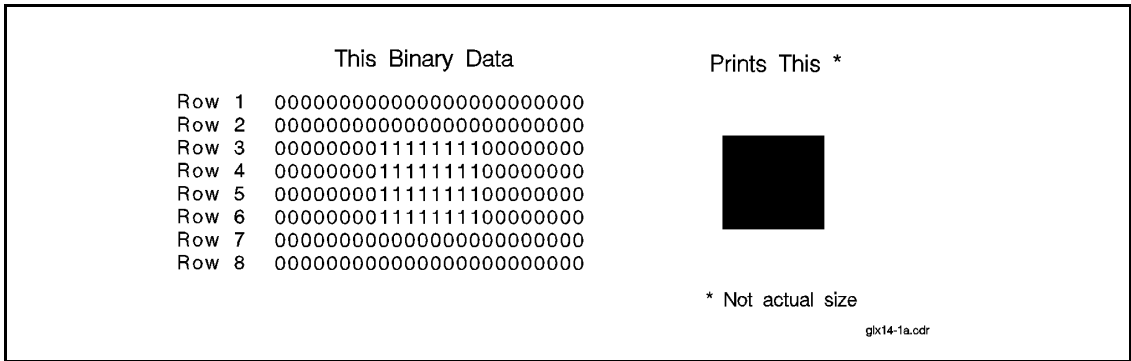 This Binary Data
Prints This *
Row 1 000000000000000000000000
Row 2 000000000000000000000000
Row 3 000000001111111100000000
Row 4 000000001111111100000000
Row 5 000000001111111100000000
Row 6 000000001111111100000000
Row 7 000000000000000000000000
Row 8 000000000000000000000000
* Not actual size
glx14-1a.cdr